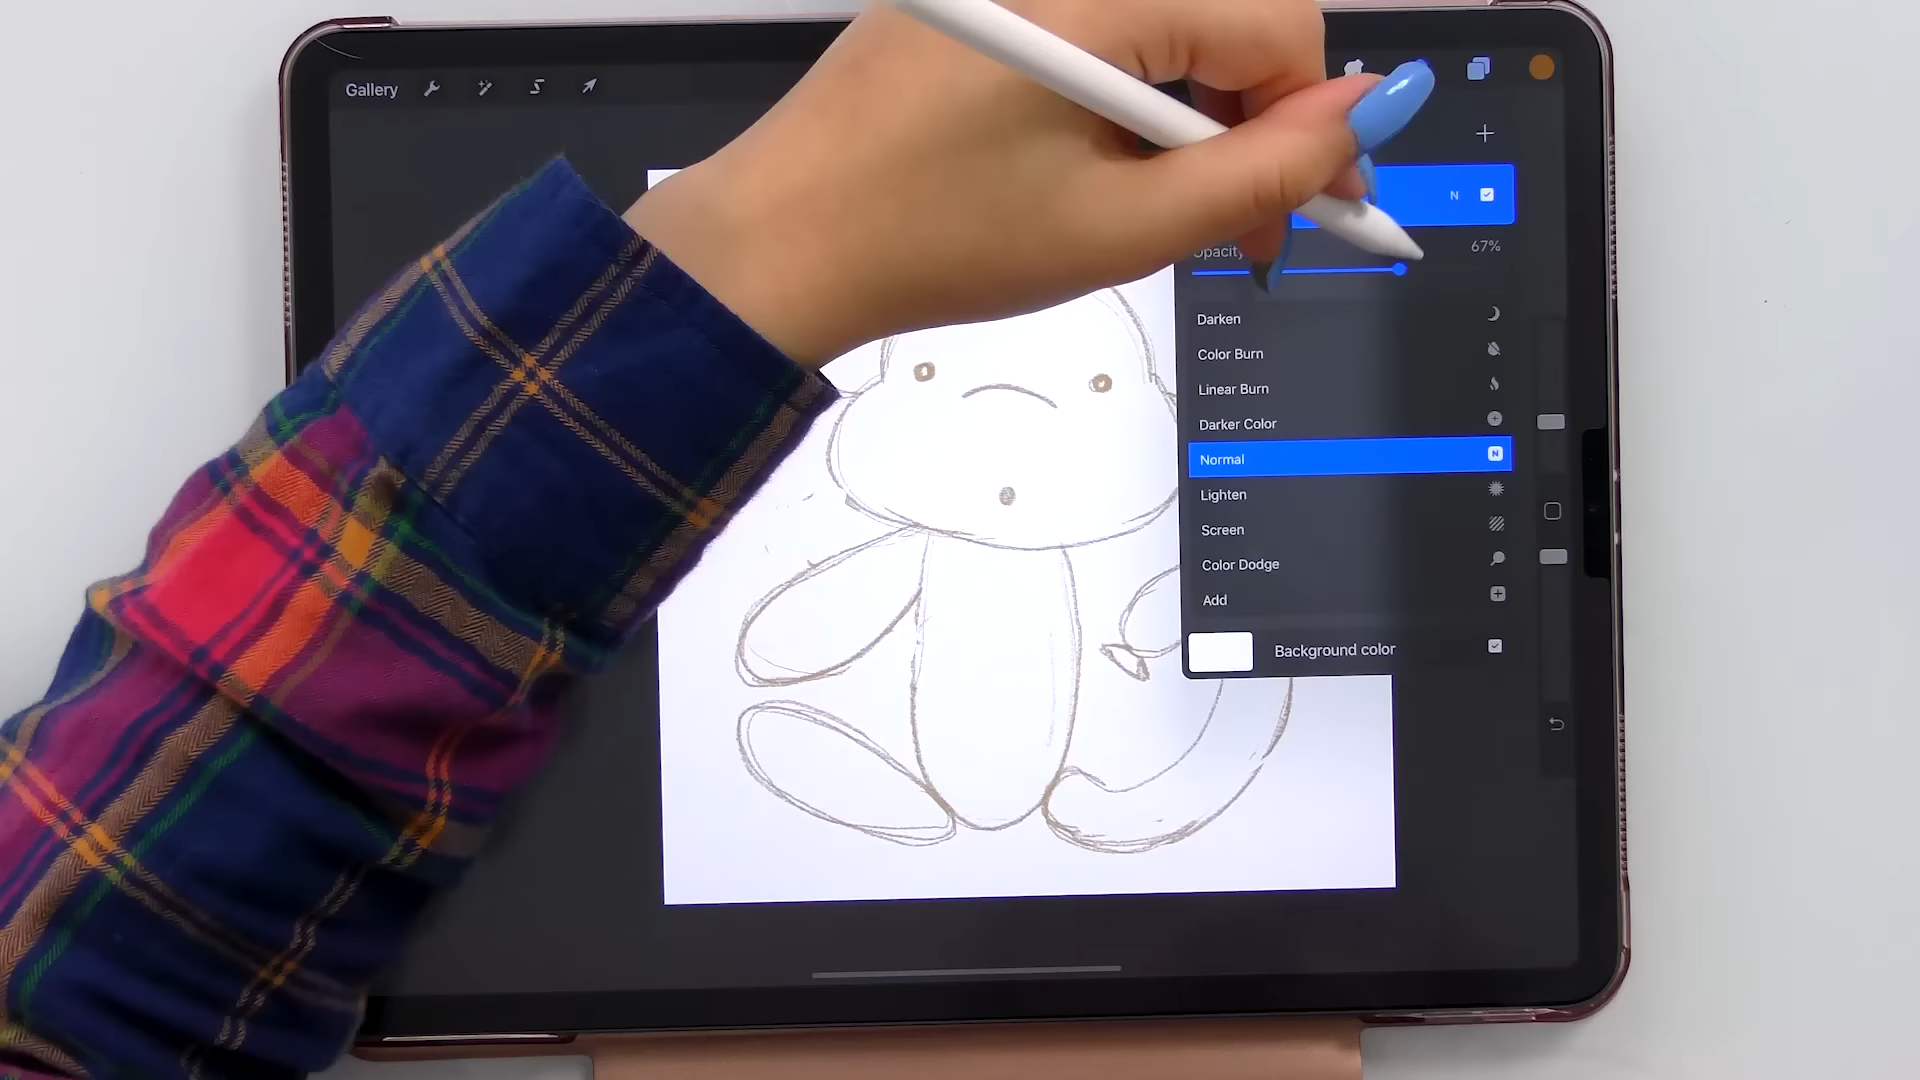 Gallery
N
Opacity
67%
Darken
Color Burn
Linear Burn
Darker Color
Normal
N
Lighten
Screen
Color Dodge
Add
Background color